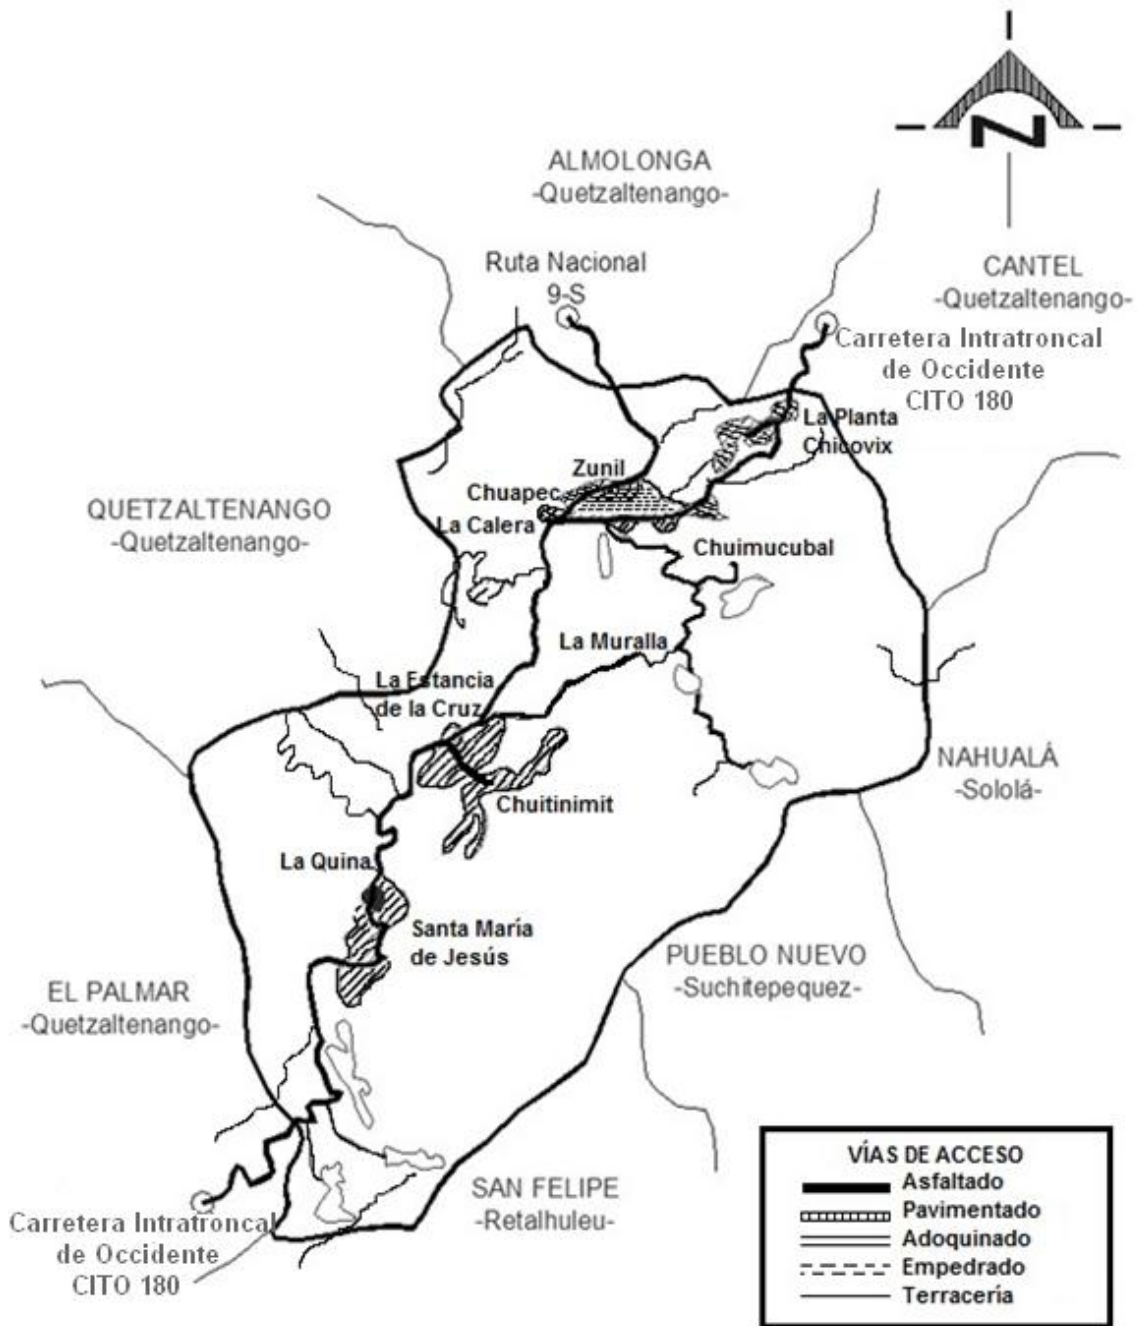 N
ALMOLONGA
-Quetzaltenango-
Ruta Nacional
9-S
CANTEL
-Quetzaltenango-
Carretera Intratroncal
de Occidente
CITO 180
La Planta
Chicovix
Zunil
Chuapec
La Calera
QUETZALTENANGO
-Quetzaltenango-
Chuimucubal
La Muralla
La Estancia
de la Cruz
NAHUALÁ
-Sololá-
Chuitinimit
La Quina
Santa María
de Jesús
PUEBLO NUEVO
-Suchitepequez-
EL PALMAR
-Quetzaltenango-
SAN FELIPE
-Retalhuleu-
Carretera Intratroncal
de Occidente
CITO 180
VÍAS DE ACCESO
Asfaltado
Pavimentado
Adoquinado
Empedrado
Terracería